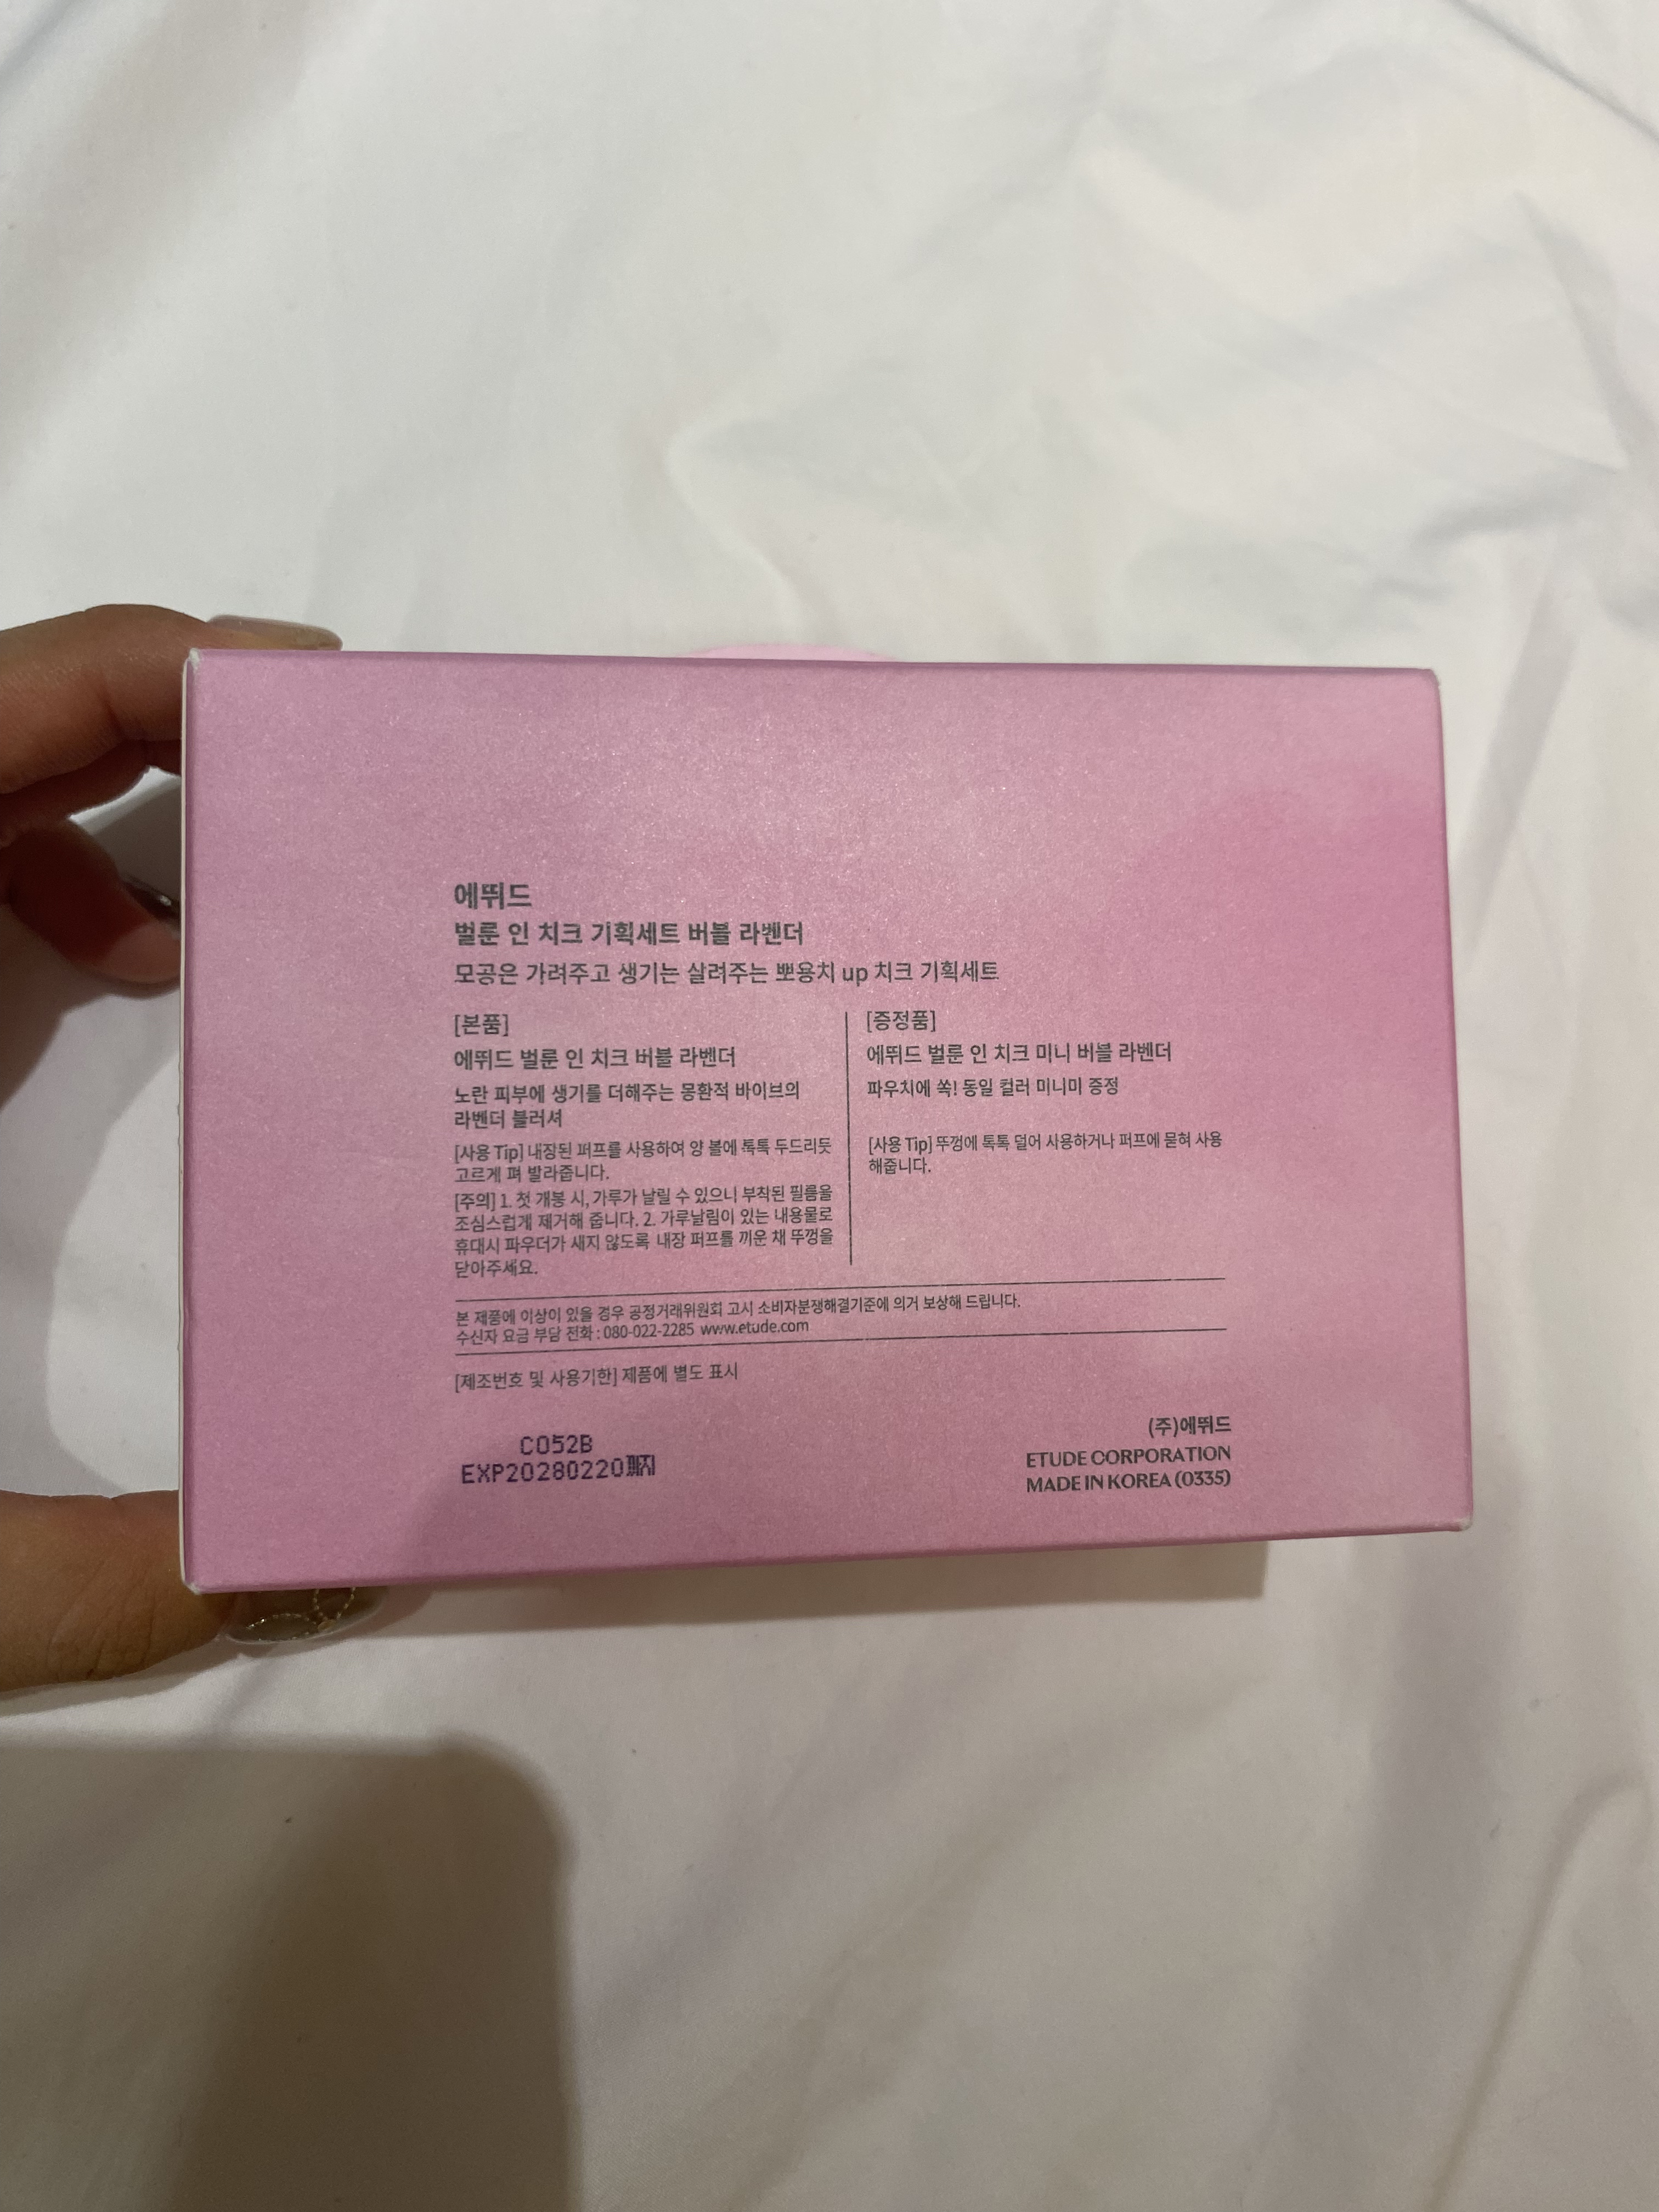 에뛰드
벌룬 인 치크 기획세트 버블 라벤더
모공은 가려주고 생기는 살려주는 뽀용치 up 치크 기획세트
[본품]
에뛰드 벌룬 인 치크 버블 라벤더
노란 피부에 생기를 더해주는 몽환적 바이브의
라벤더 블러셔
[사용 Tip] 내장된 퍼프를 사용하여 양 볼에 톡톡 두드리듯
고르게 펴 발라줍니다.
[주의] 1. 첫 개봉 시, 가루가 날릴 수 있으니 부착된 필름을
조심스럽게 제거해 줍니다. 2. 가루날림이 있는 내용물로
휴대시 파우더가 새지 않도록 내장 퍼프를 끼운 채 뚜껑을
닫아주세요.
[증정품]
에뛰드 벌룬 인 치크 미니 버블 라벤더
파우치에 쏙! 동일 컬러 미니미 증정
[사용 Tip] 뚜껑에 톡톡 덜어 사용하거나 퍼프에 묻혀 사용
해줍니다.
본 제품에 이상이 있을 경우 공정거래위원회 고시 소비자분쟁해결기준에 의거 보상해 드립니다.
수신자 요금 부담 전화 : 080-022-2285 www.etude.com
[제조번호 및 사용기한] 제품에 별도 표시
C052B
EXP20280220까지
(주)에뛰드
ETUDE CORPORATION
MADE IN KOREA (0335)